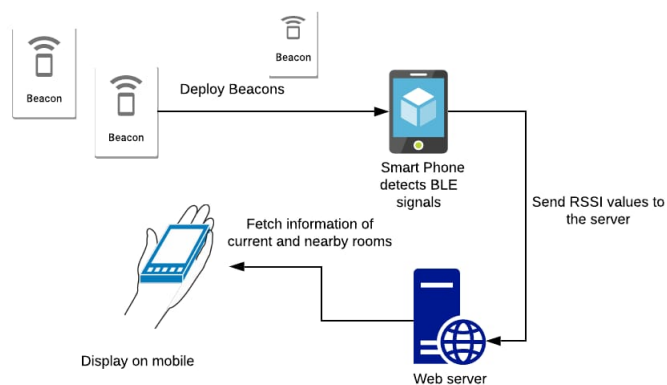 Beacon
Beacon
Beacon
Deploy Beacons
Smart Phone
detects BLE
signals
Send RSSI values to
the server
Fetch information of
current and nearby rooms
Display on mobile
Web server